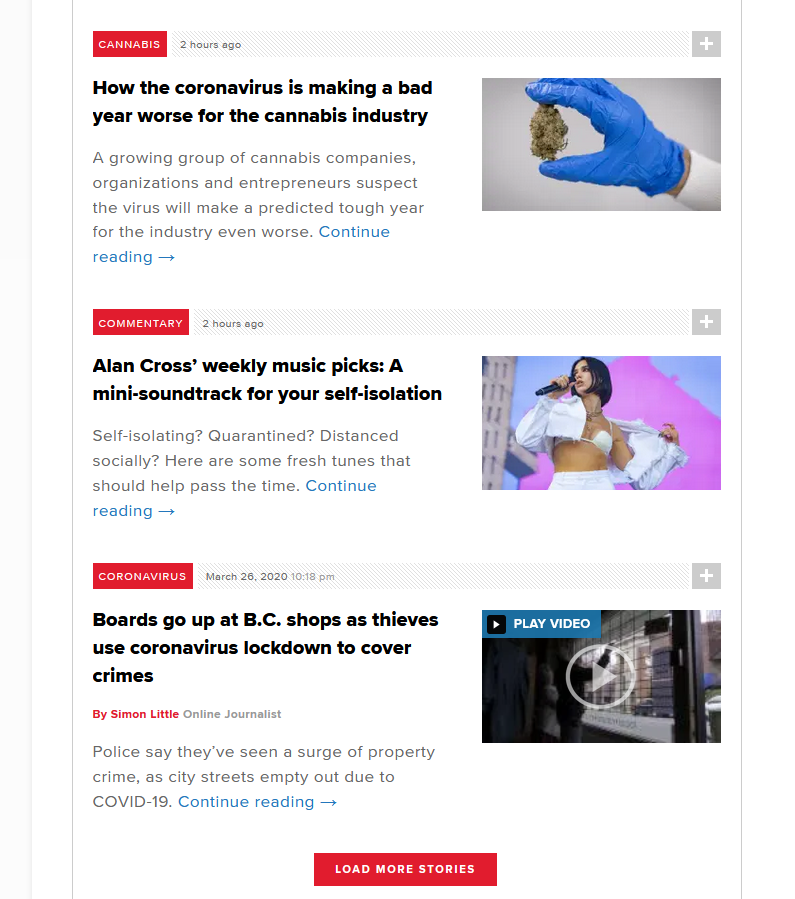 CANNABIS 2 hours ago
How the coronavirus is making a bad
year worse for the cannabis industry
A growing group of cannabis companies,
organizations and entrepreneurs suspect
the virus will make a predicted tough year
for the industry even worse. Continue
reading →
COMMENTARY 2 hours ago
Alan Cross’ weekly music picks: A
mini-soundtrack for your self-isolation
Self-isolating? Quarantined? Distanced
socially? Here are some fresh tunes that
should help pass the time. Continue
reading →
CORONAVIRUS March 26, 2020 10:18 pm
Boards go up at B.C. shops as thieves
use coronavirus lockdown to cover
crimes
PLAY VIDEO
By Simon Little Online Journalist
Police say they’ve seen a surge of property
crime, as city streets empty out due to
COVID-19. Continue reading →
LOAD MORE STORIES